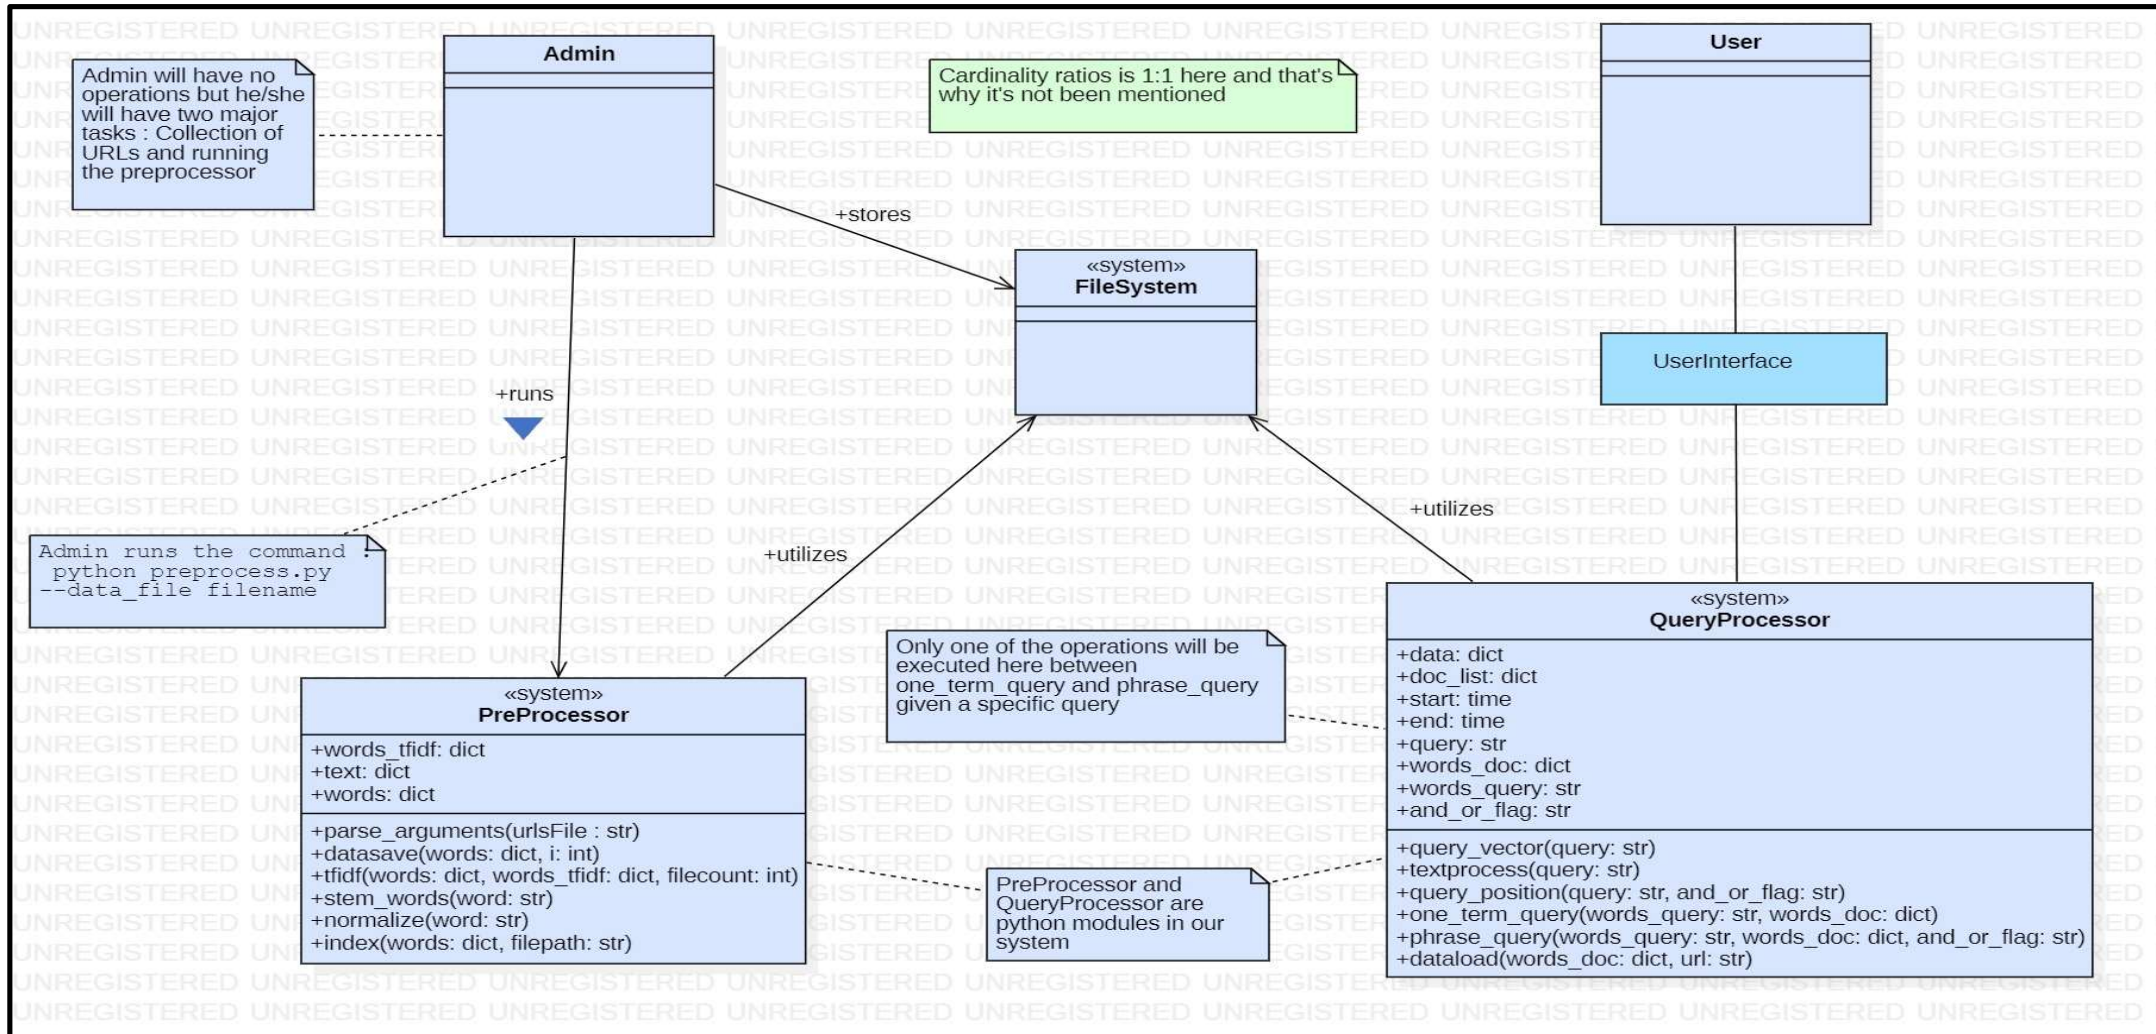 Admin
User
Admin will have no
operations but he/she
will have two major
tasks : Collection of
URLs and running
the preprocessor
Cardinality ratios is 1:1 here and that's
why it's not been mentioned
+stores
«system»
FileSystem
UserInterface
+runs
+utilizes
+utilizes
Admin runs the command :
python preprocess.py
--data_file filename
«system»
PreProcessor
+words_tfidf: dict
+text: dict
+words: dict
+parse_arguments(urlsFile : str)
+datasave(words: dict, i: int)
+tfidf(words: dict, words_tfidf: dict, filecount: int)
+stem_words(word: str)
+normalize(word: str)
+index(words: dict, filepath: str)
Only one of the operations will be
executed here between
one_term_query and phrase_query
given a specific query
PreProcessor and
QueryProcessor are
python modules in our
system
«system»
QueryProcessor
+data: dict
+doc_list: dict
+start: time
+end: time
+query: str
+words_doc: dict
+words_query: str
+and_or_flag: str
+query_vector(query: str)
+textprocess(query: str)
+query_position(query: str, and_or_flag: str)
+one_term_query(words_query: str, words_doc: dict)
+phrase_query(words_query: str, words_doc: dict, and_or_flag: str)
+dataload(words_doc: dict, url: str)
UNREGISTERED